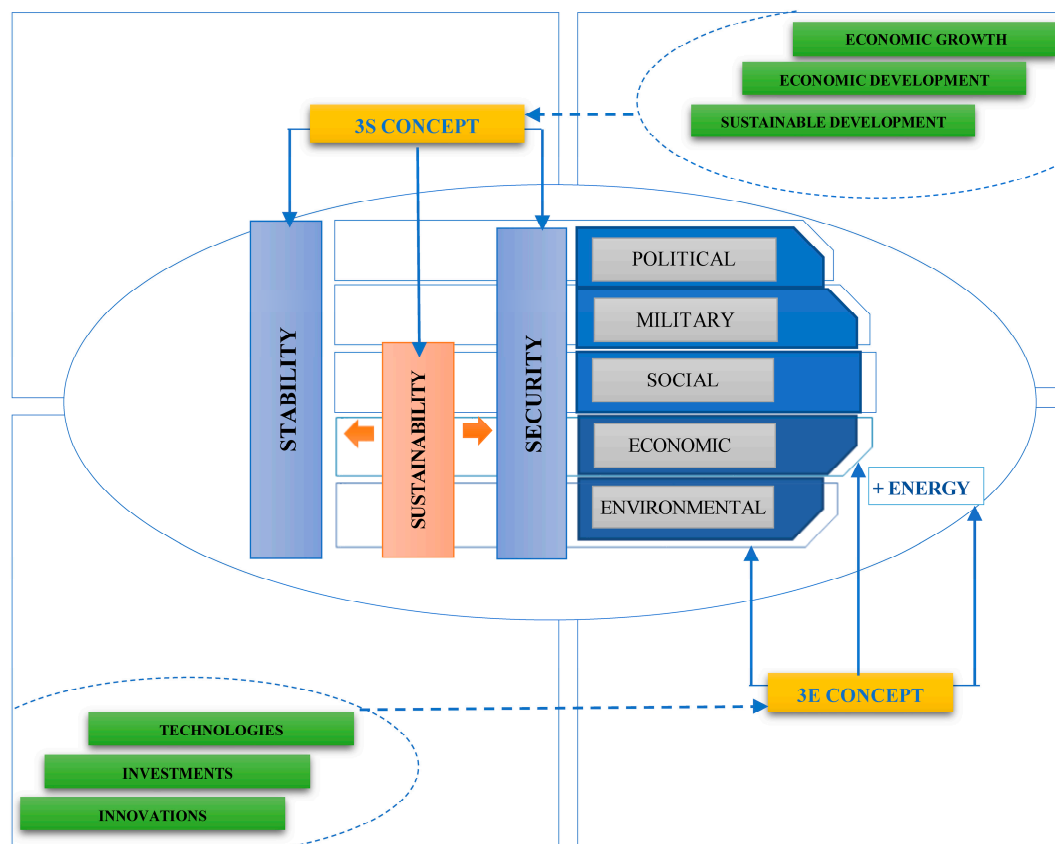 ECONOMIC GROWTH
ECONOMIC DEVELOPMENT
SUSTAINABLE DEVELOPMENT
3S CONCEPT
STABILITY
SUSTAINABILITY
SECURITY
POLITICAL
MILITARY
SOCIAL
ECONOMIC
ENVIRONMENTAL
+ ENERGY
3E CONCEPT
TECHNOLOGIES
INVESTMENTS
INNOVATIONS